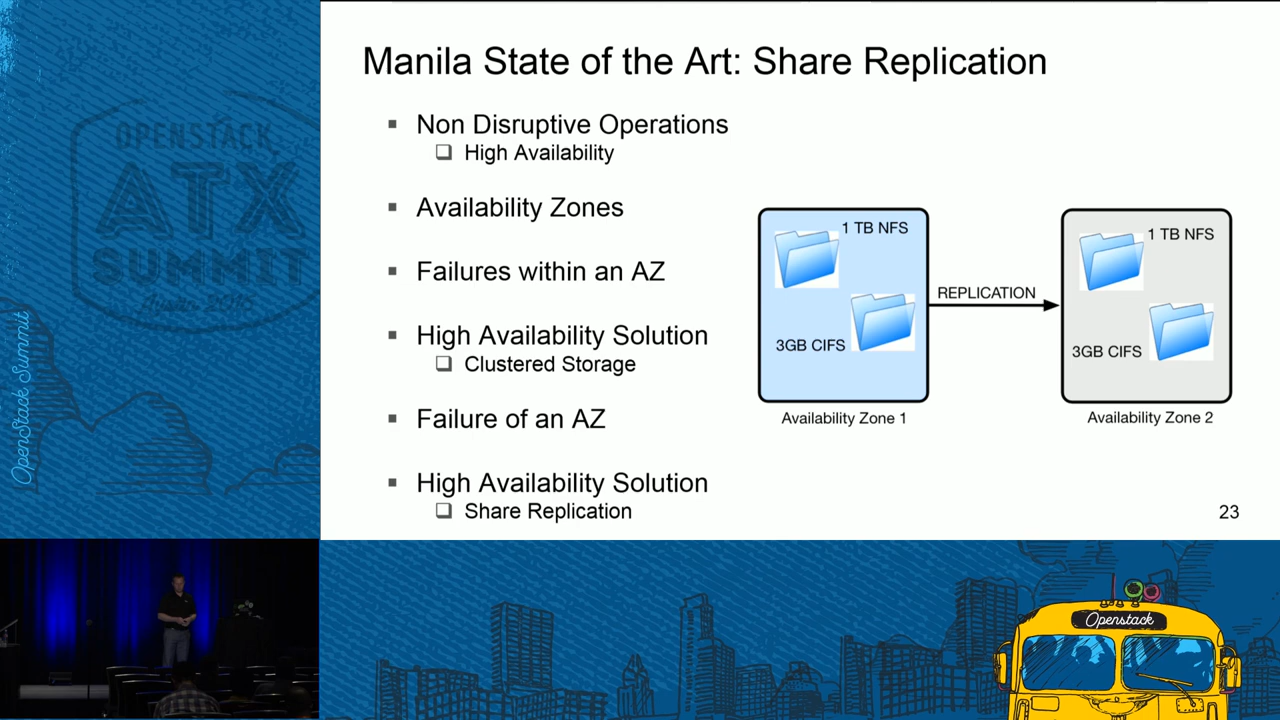 Manila State of the Art: Share Replication
Non Disruptive Operations
High Availability
Availability Zones
Failures within an AZ
High Availability Solution
Clustered Storage
Failure of an AZ
High Availability Solution
Share Replication
1 TB NFS
3GB CIFS
Availability Zone 1
REPLICATION
1 TB NFS
3GB CIFS
Availability Zone 2
23
OPENSTACK
ATX
SUMMIT
OpenStack Summit
Openstack